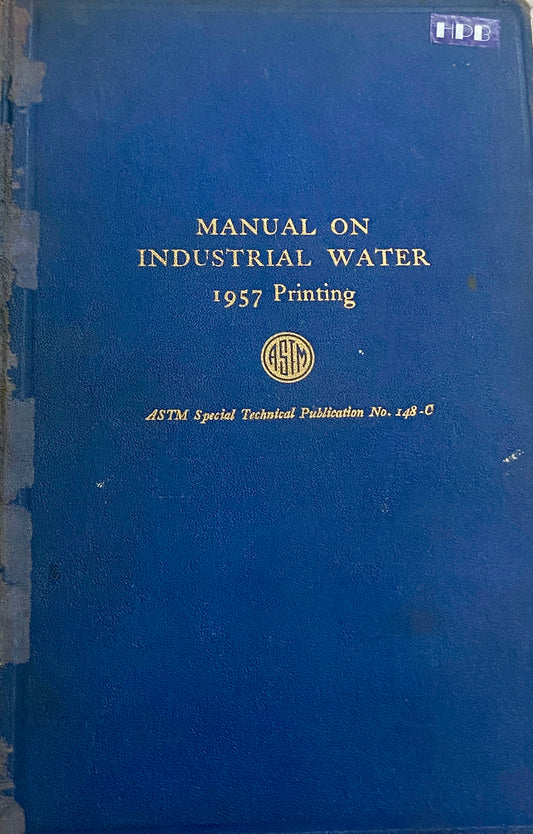 HPB
MANUAL ON
INDUSTRIAL WATER
1957 Printing
ASTM
ASTM Special Technical Publication No. 148-C